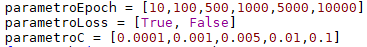 parametroEpoch = [10,100,500,1000,5000,10000]
parametroLoss = [True, False]
parametroC = [0.0001,0.001,0.005,0.01,0.1]